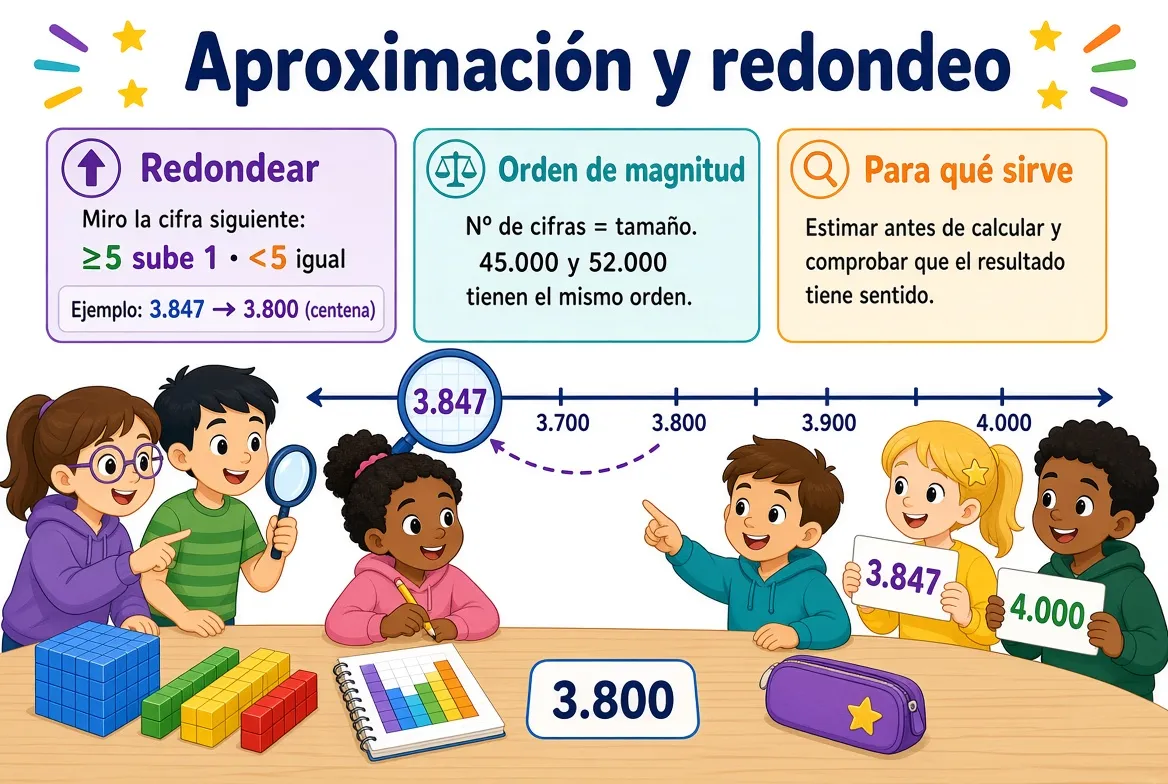 Aproximación y redondeo
Redondear
Miro la cifra siguiente:
≥5 sube 1 • <5 igual
Ejemplo: 3.847 → 3.800 (centena)
Orden de magnitud
Nº de cifras = tamaño.
45.000 y 52.000
tienen el mismo orden.
Para qué sirve
Estimar antes de calcular y
comprobar que el resultado
tiene sentido.
3.847
3.700
3.800
3.900
4.000
3.847
4.000
3.800